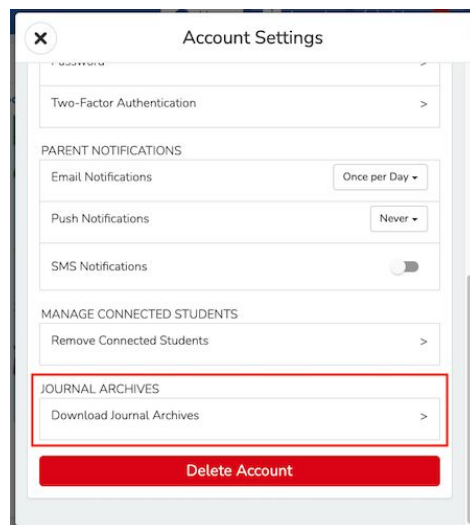 Account Settings
Password
Two-Factor Authentication >
PARENT NOTIFICATIONS
Email Notifications Once per Day
Push Notifications Never
SMS Notifications
MANAGE CONNECTED STUDENTS
Remove Connected Students >
JOURNAL ARCHIVES
Download Journal Archives >
Delete Account